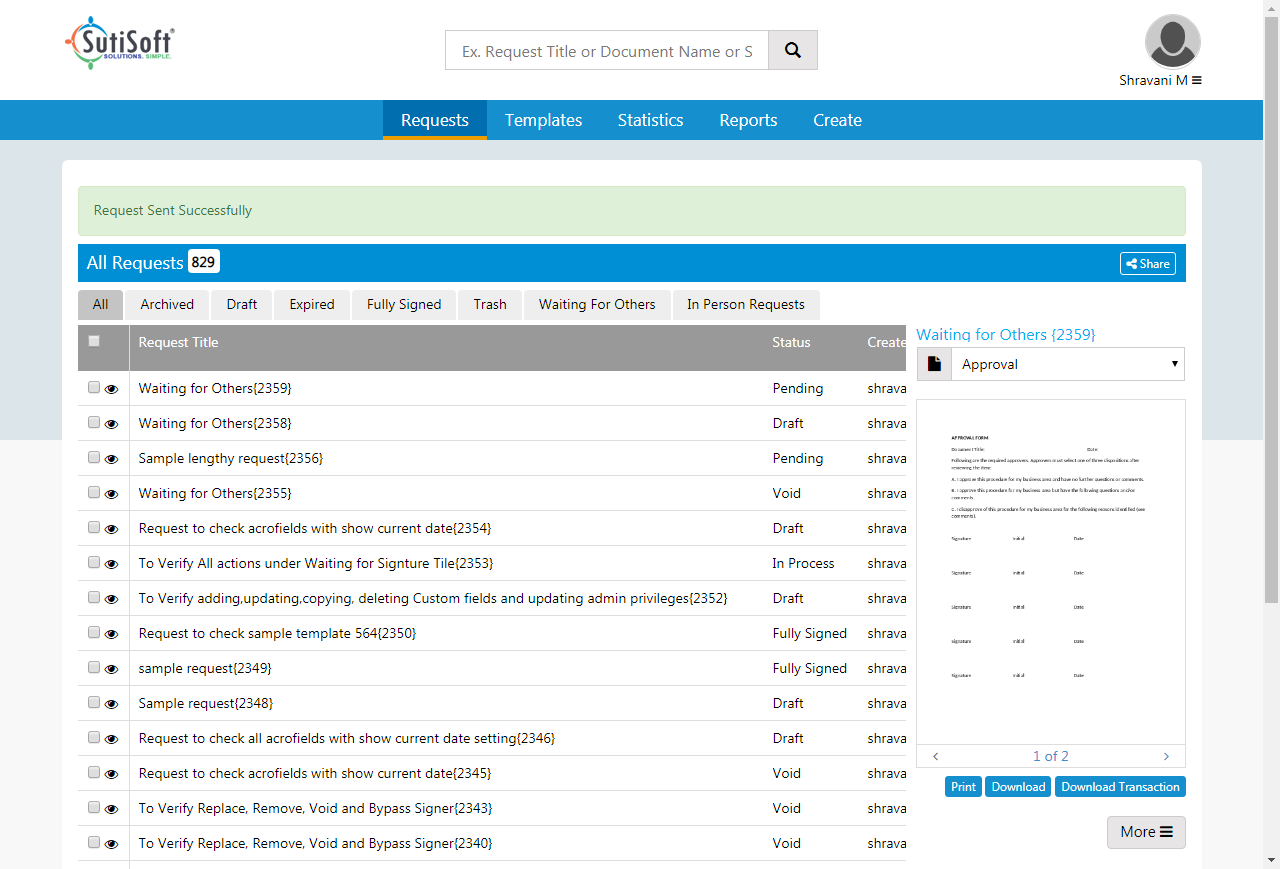 SutiSoft®
SOLUTIONS. SIMPLE.
Ex. Request Title or Document Name or S
Shravani M
Requests Templates Statistics Reports Create
Request Sent Successfully
All Requests 829 Share
All Archived Draft Expired Fully Signed Trash Waiting For Others In Person Requests
Request Title Status Create
Waiting for Others{2359} Pending shrava
Waiting for Others{2358} Draft shrava
Sample lengthy request{2356} Pending shrava
Waiting for Others{2355} Void shrava
Request to check acrofields with show current date{2354} Draft shrava
To Verify All actions under Waiting for Signture Tile{2353} In Process shrava
To Verify adding,updating,copying, deleting Custom fields and updating admin privileges{2352} Draft shrava
Request to check sample template 564{2350} Fully Signed shrava
sample request{2349} Fully Signed shrava
Sample request{2348} Draft shrava
Request to check all acrofields with show current date setting{2346} Draft shrava
Request to check acrofields with show current date{2345} Void shrava
To Verify Replace, Remove, Void and Bypass Signer{2343} Void shrava
To Verify Replace, Remove, Void and Bypass Signer{2340} Void shrava
Waiting for Others {2359}
Approval
APPROVAL FORM
Document Title: Date:
Following are the required approvers. Approvers must select one of three dispositions after
reviewing the item:
A. I approve this procedure for my business area and have no further questions or comments.
B. I approve this procedure for my business area but have the following questions and/or
comments.
C. I disapprove of this procedure for my business area for the following reasons identified (see
comments).
Signature Initial Date
Signature Initial Date
Signature Initial Date
Signature Initial Date
Signature Initial Date
1 of 2
Print Download Download Transaction
More